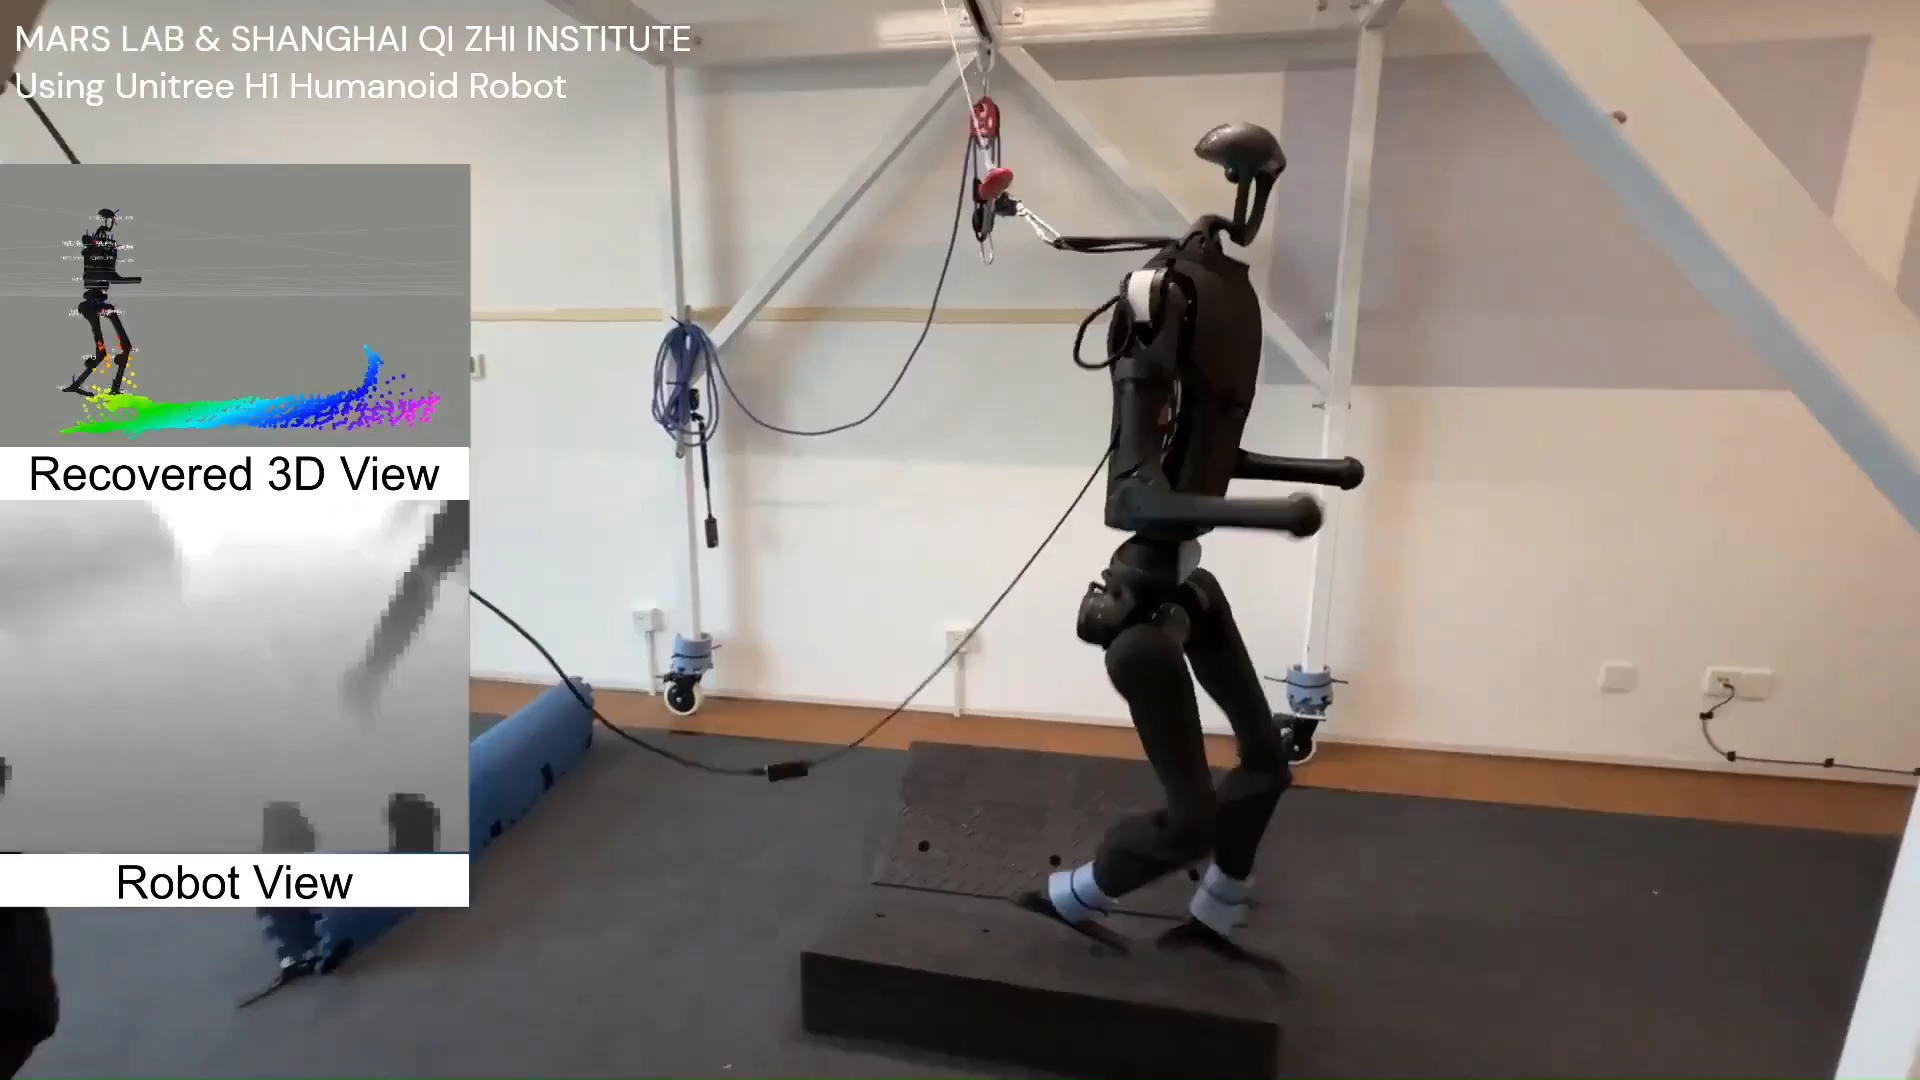 MARS LAB & SHANGHAI QI ZHI INSTITUTE
Using Unitree H1 Humanoid Robot
Recovered 3D View
Robot View